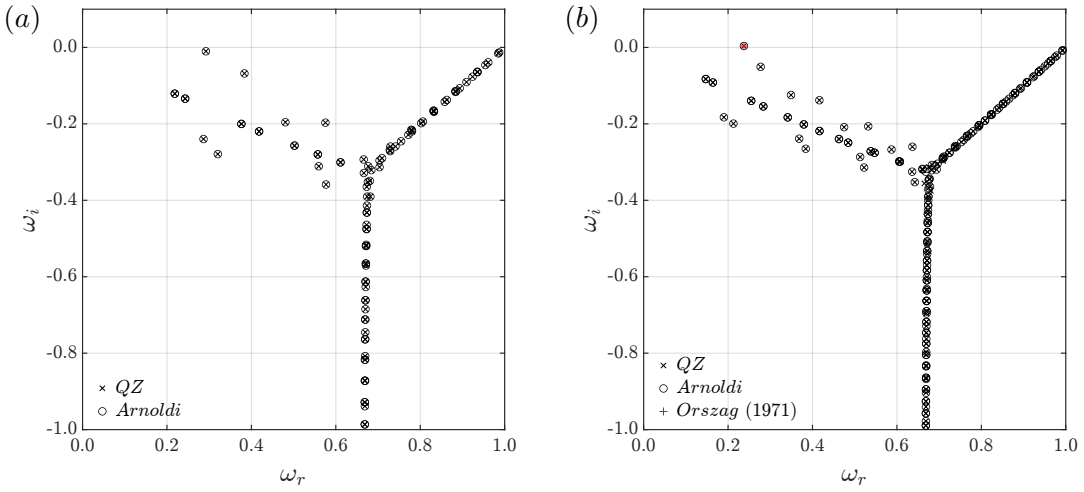 (a)
0.0
-0.2
-0.4
-0.6
-0.8
-1.0
ωi
× QZ
○ Arnoldi
0.0 0.2 0.4 0.6 0.8 1.0
ωr
(b)
0.0
-0.2
-0.4
-0.6
-0.8
-1.0
ωi
× QZ
○ Arnoldi
+ Orszag (1971)
0.0 0.2 0.4 0.6 0.8 1.0
ωr